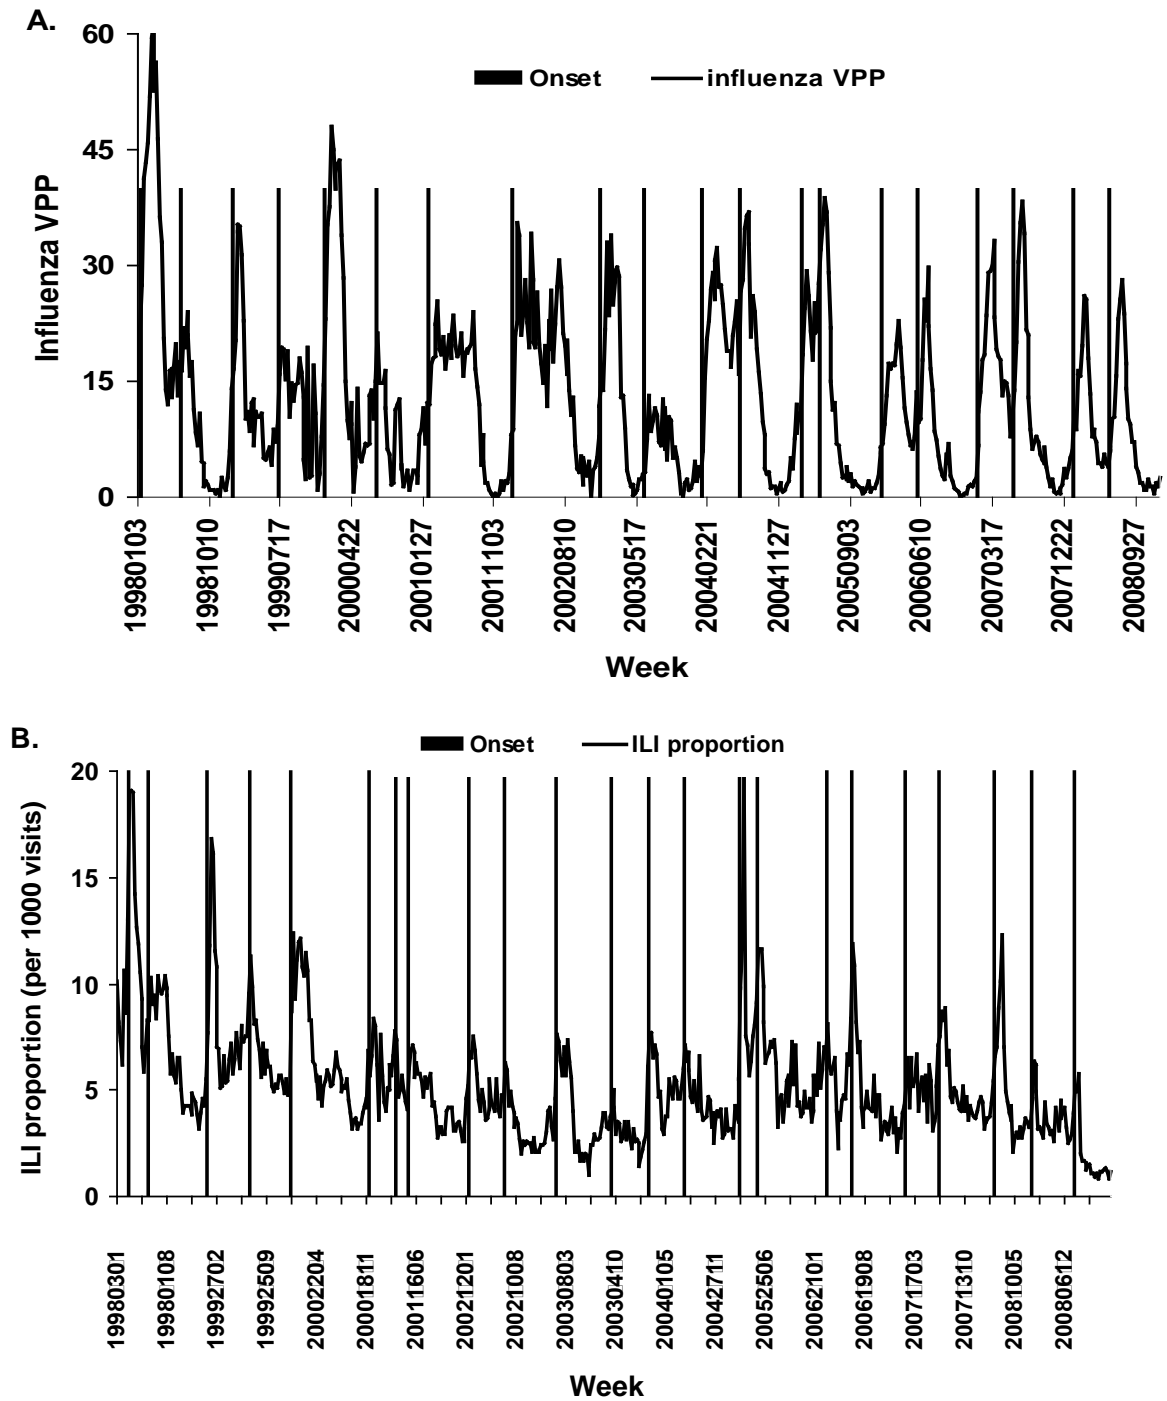 A.
Onset influenza VPP
Influenza VPP
60
45
30
15
0
19980103 19981010 19990717 20000422 20010127 20011103 20020810 20030517 20040221 20041127 20050903 20060610 20070317 20071222 20080927
Week
B.
Onset ILI proportion
ILI proportion (per 1000 visits)
20
15
10
5
0
19980301 19980108 19992702 19992509 20002204 20001811 20011606 20021201 20021008 20030803 20030410 20040105 20042711 20052506 20062101 20061908 20071703 20071310 20081005 20080612
Week